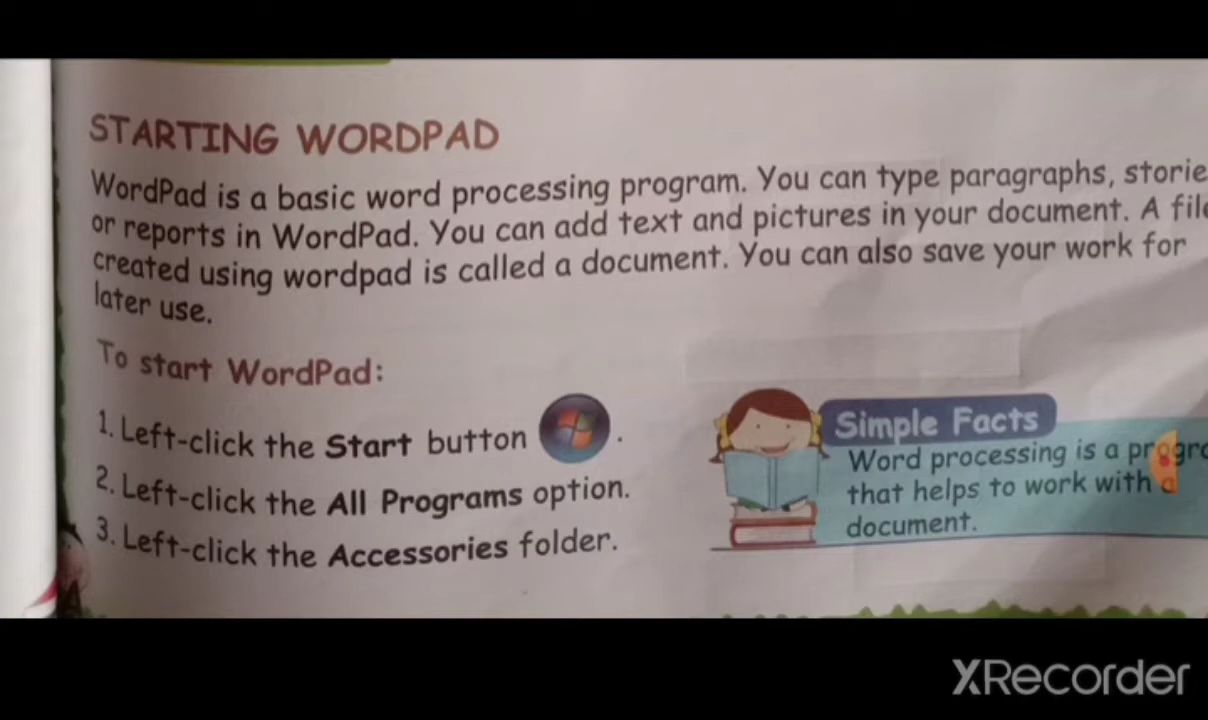 STARTING WORDPAD
WordPad is a basic word processing program. You can type paragraphs, storie
or reports in WordPad. You can add text and pictures in your document. A file
created using wordpad is called a document. You can also save your work for
later use.
To start WordPad:
1. Left-click the Start button .
2. Left-click the All Programs option.
3. Left-click the Accessories folder.
Simple Facts
Word processing is a progra
that helps to work with a
document.
XRecorder